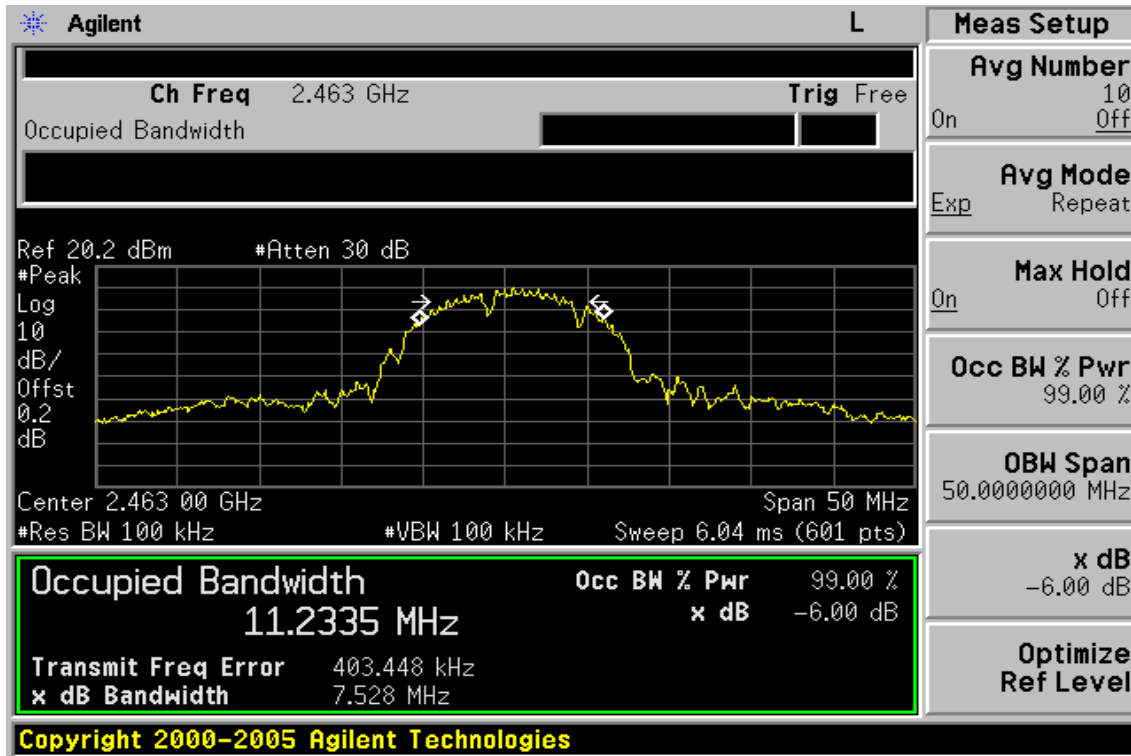 Agilent L
Ch Freq 2.463 GHz Trig Free
Occupied Bandwidth
Ref 20.2 dBm #Atten 30 dB
#Peak
Log
10
dB/
Offst
0.2
dB
Center 2.463 00 GHz Span 50 MHz
#Res BW 100 kHz #VBW 100 kHz Sweep 6.04 ms (601 pts)
Occupied Bandwidth Occ BW % Pwr 99.00 %
11.2335 MHz x dB -6.00 dB
Transmit Freq Error 403.448 kHz
x dB Bandwidth 7.528 MHz
Copyright 2000-2005 Agilent Technologies
Meas Setup
Avg Number
10
On Off
Avg Mode
Exp Repeat
Max Hold
On Off
Occ BW % Pwr
99.00 %
OBW Span
50.0000000 MHz
x dB
-6.00 dB
Optimize
Ref Level